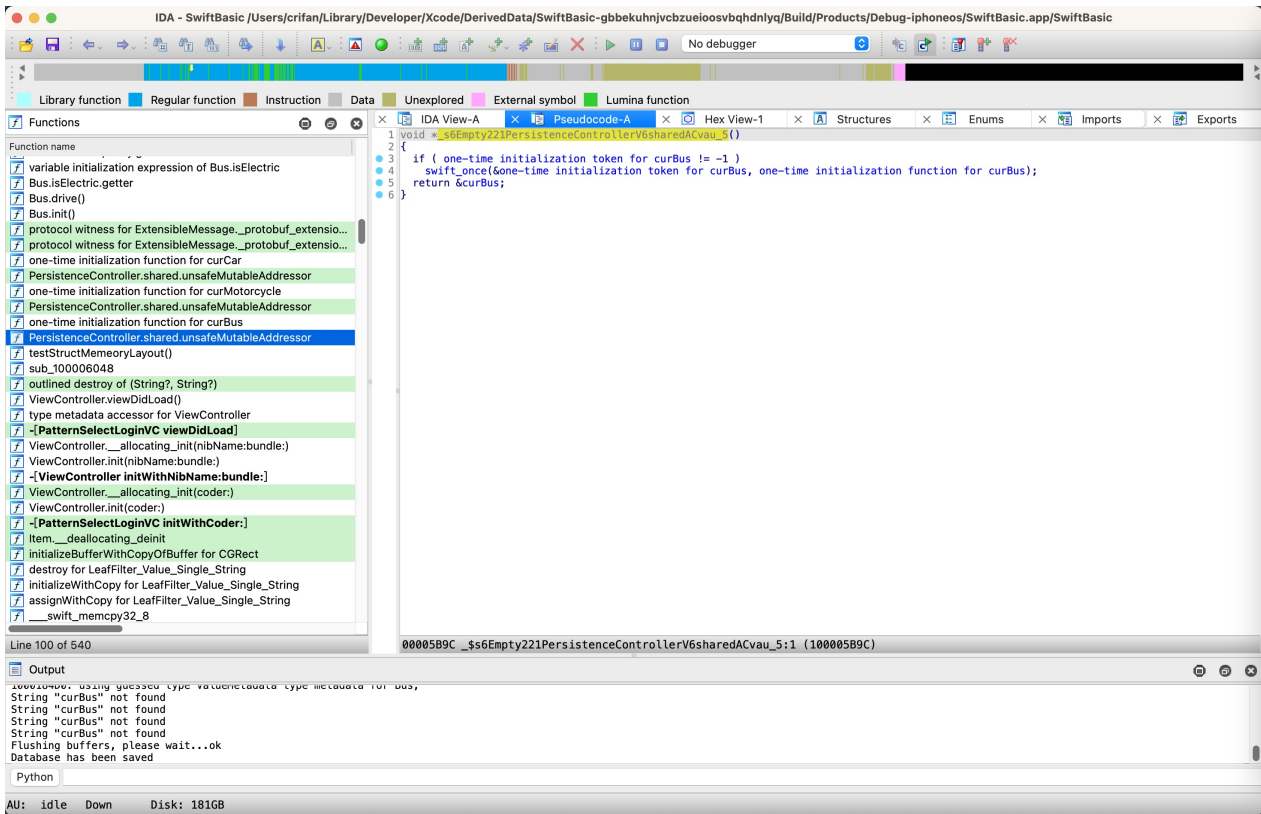 IDA - SwiftBasic /Users/crifan/Library/Developer/Xcode/DerivedData/SwiftBasic-gbbekuhnjvcbzueioosvbqhdnlyq/Build/Products/Debug-iphoneos/SwiftBasic.app/SwiftBasic
No debugger
Library function Regular function Instruction Data Unexplored External symbol Lumina function
Functions
Function name
variable initialization expression of Bus.isElectric
Bus.isElectric.getter
Bus.drive()
Bus.init()
protocol witness for ExtensibleMessage._protobuf_extensio...
protocol witness for ExtensibleMessage._protobuf_extensio...
one-time initialization function for curCar
PersistenceController.shared.unsafeMutableAddressor
one-time initialization function for curMotorcycle
PersistenceController.shared.unsafeMutableAddressor
one-time initialization function for curBus
PersistenceController.shared.unsafeMutableAddressor
testStructMemeoryLayout()
sub_100006048
outlined destroy of (String?, String?)
ViewController.viewDidLoad()
type metadata accessor for ViewController
-[PatternSelectLoginVC viewDidLoad]
ViewController.__allocating_init(nibName:bundle:)
ViewController.init(nibName:bundle:)
-[ViewController initWithNibName:bundle:]
ViewController.__allocating_init(coder:)
ViewController.init(coder:)
-[PatternSelectLoginVC initWithCoder:]
Item.__deallocating_deinit
initializeBufferWithCopyOfBuffer for CGRect
destroy for LeafFilter_Value_Single_String
initializeWithCopy for LeafFilter_Value_Single_String
assignWithCopy for LeafFilter_Value_Single_String
___swift_memcpy32_8
Line 100 of 540
IDA View-A Pseudocode-A Hex View-1 Structures Enums Imports Exports
1 void *_s6Empty221PersistenceControllerV6sharedACvau_5()
2 {
3 if ( one-time initialization token for curBus != -1 )
4 swift_once(&one-time initialization token for curBus, one-time initialization function for curBus);
5 return &curBus;
6 }
00005B9C _$s6Empty221PersistenceControllerV6sharedACvau_5:1 (100005B9C)
Output
1000184D0: using guessed type ValueMetadata type metadata for Bus;
String "curBus" not found
String "curBus" not found
String "curBus" not found
String "curBus" not found
Flushing buffers, please wait...ok
Database has been saved
Python
AU: idle Down Disk: 181GB